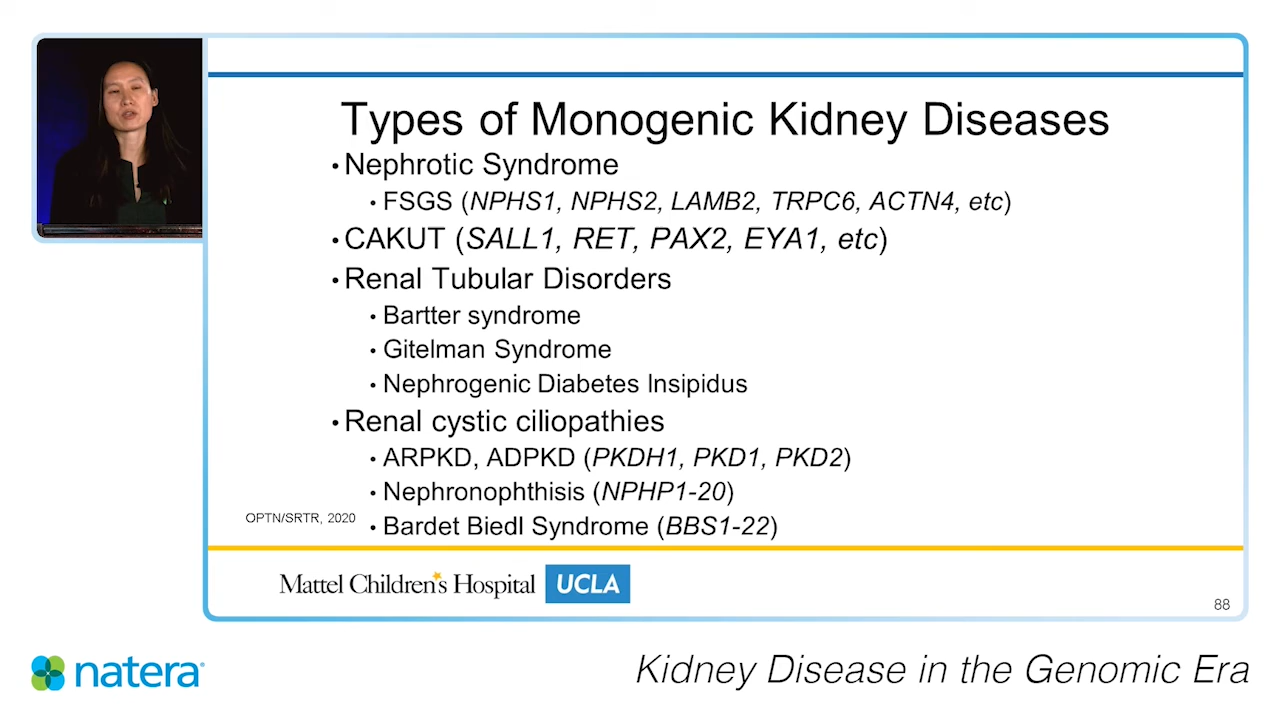 Types of Monogenic Kidney Diseases
• Nephrotic Syndrome
• FSGS (NPHS1, NPHS2, LAMB2, TRPC6, ACTN4, etc)
• CAKUT (SALL1, RET, PAX2, EYA1, etc)
• Renal Tubular Disorders
• Bartter syndrome
• Gitelman Syndrome
• Nephrogenic Diabetes Insipidus
• Renal cystic ciliopathies
• ARPKD, ADPKD (PKDH1, PKD1, PKD2)
• Nephronophthisis (NPHP1-20)
OPTN/SRTR, 2020
• Bardet Biedl Syndrome (BBS1-22)
Mattel Children's Hospital UCLA
88
natera
Kidney Disease in the Genomic Era